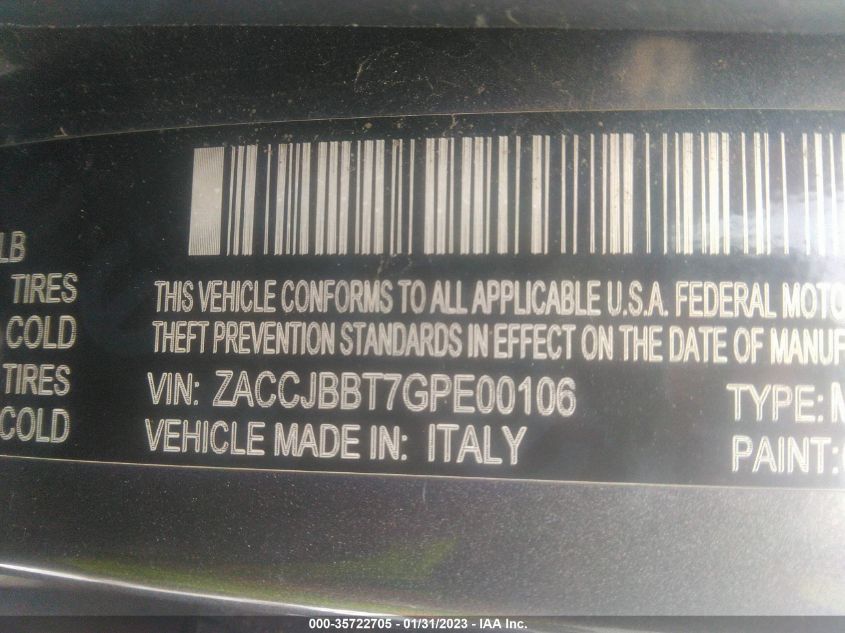 LB
TIRES
COLD
TIRES
COLD
THIS VEHICLE CONFORMS TO ALL APPLICABLE U.S.A. FEDERAL MOTO
THEFT PREVENTION STANDARDS IN EFFECT ON THE DATE OF MANUF
VIN: ZACCJBBT7GPE00106
TYPE: M
VEHICLE MADE IN: ITALY
PAINT:
000-35722705 - 01/31/2023 - IAA Inc.